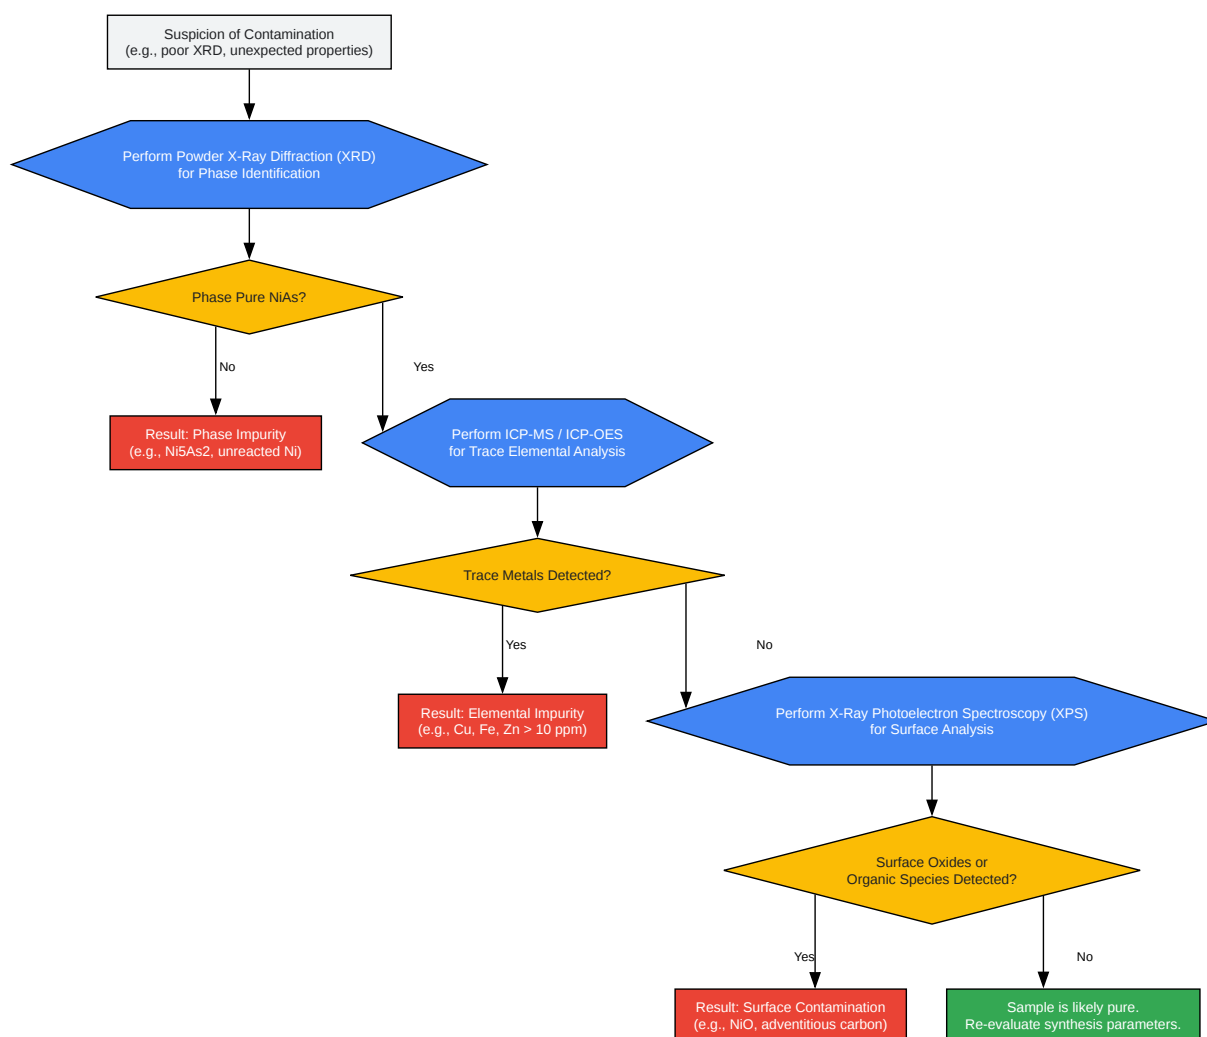 Suspicion of Contamination
(e.g., poor XRD, unexpected properties)
Perform Powder X-Ray Diffraction (XRD)
for Phase Identification
Phase Pure NiAs?
No
Yes
Result: Phase Impurity
(e.g., Ni5As2, unreacted Ni)
Perform ICP-MS / ICP-OES
for Trace Elemental Analysis
Trace Metals Detected?
Yes
No
Result: Elemental Impurity
(e.g., Cu, Fe, Zn > 10 ppm)
Perform X-Ray Photoelectron Spectroscopy (XPS)
for Surface Analysis
Surface Oxides or
Organic Species Detected?
Yes
No
Result: Surface Contamination
(e.g., NiO, adventitious carbon)
Sample is likely pure.
Re-evaluate synthesis parameters.